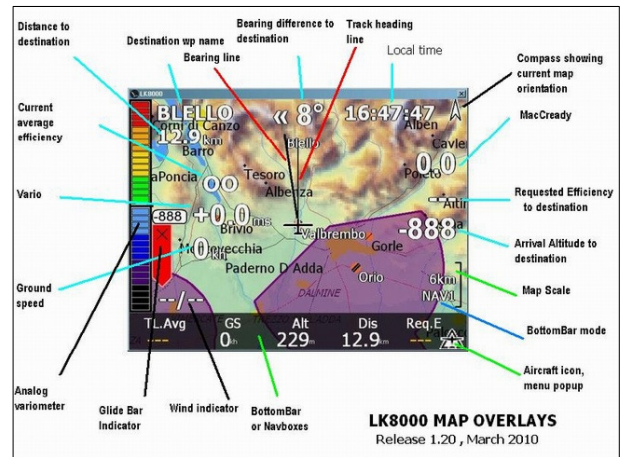 Distance to
destination
Destination wp name
Bearing line
Bearing difference to
destination
Track heading
line
Local time
Compass showing
current map
orientation
Current
average
efficiency
MacCready
Vario
Requested Efficiency
to destination
Arrival Altitude to
destination
Ground
speed
Map Scale
BottomBar mode
Aircraft icon,
menu popup
Analog
variometer
Glide Bar
Indicator
Wind indicator
BottomBar
or Navboxes
LK8000
BLELLO
« 8°
16:47:47
12.9km
Barro
Blello
Alben
Tesoro
Albenza
+0.0ms
0.0
---
-888
-888
Brivio
Valbrembo
Gorle
0kh
Paderno D Adda
Orio
DALMINE
6km
NAV1
--/--
TL.Avg
GS
Alt
Dis
Req.E
---
0kh
229m
12.9km
---
LK8000 MAP OVERLAYS
Release 1.20 , March 2010